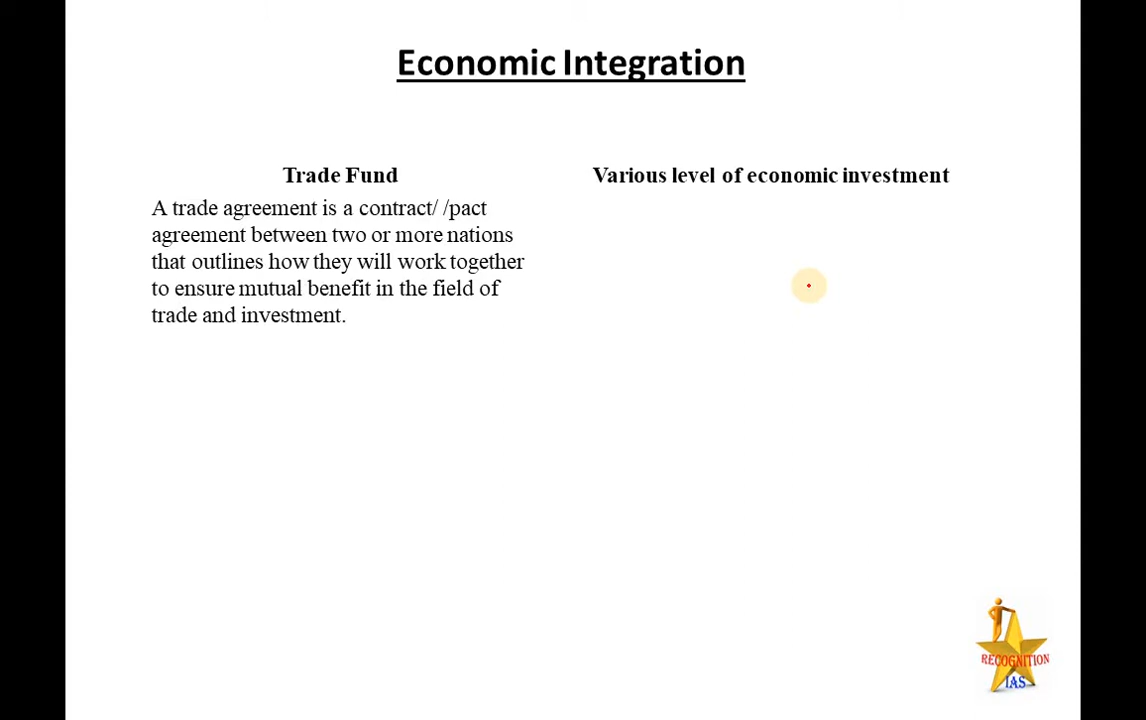 Economic Integration
Trade Fund
A trade agreement is a contract/ /pact
agreement between two or more nations
that outlines how they will work together
to ensure mutual benefit in the field of
trade and investment.
Various level of economic investment
RECOGNITION
IAS